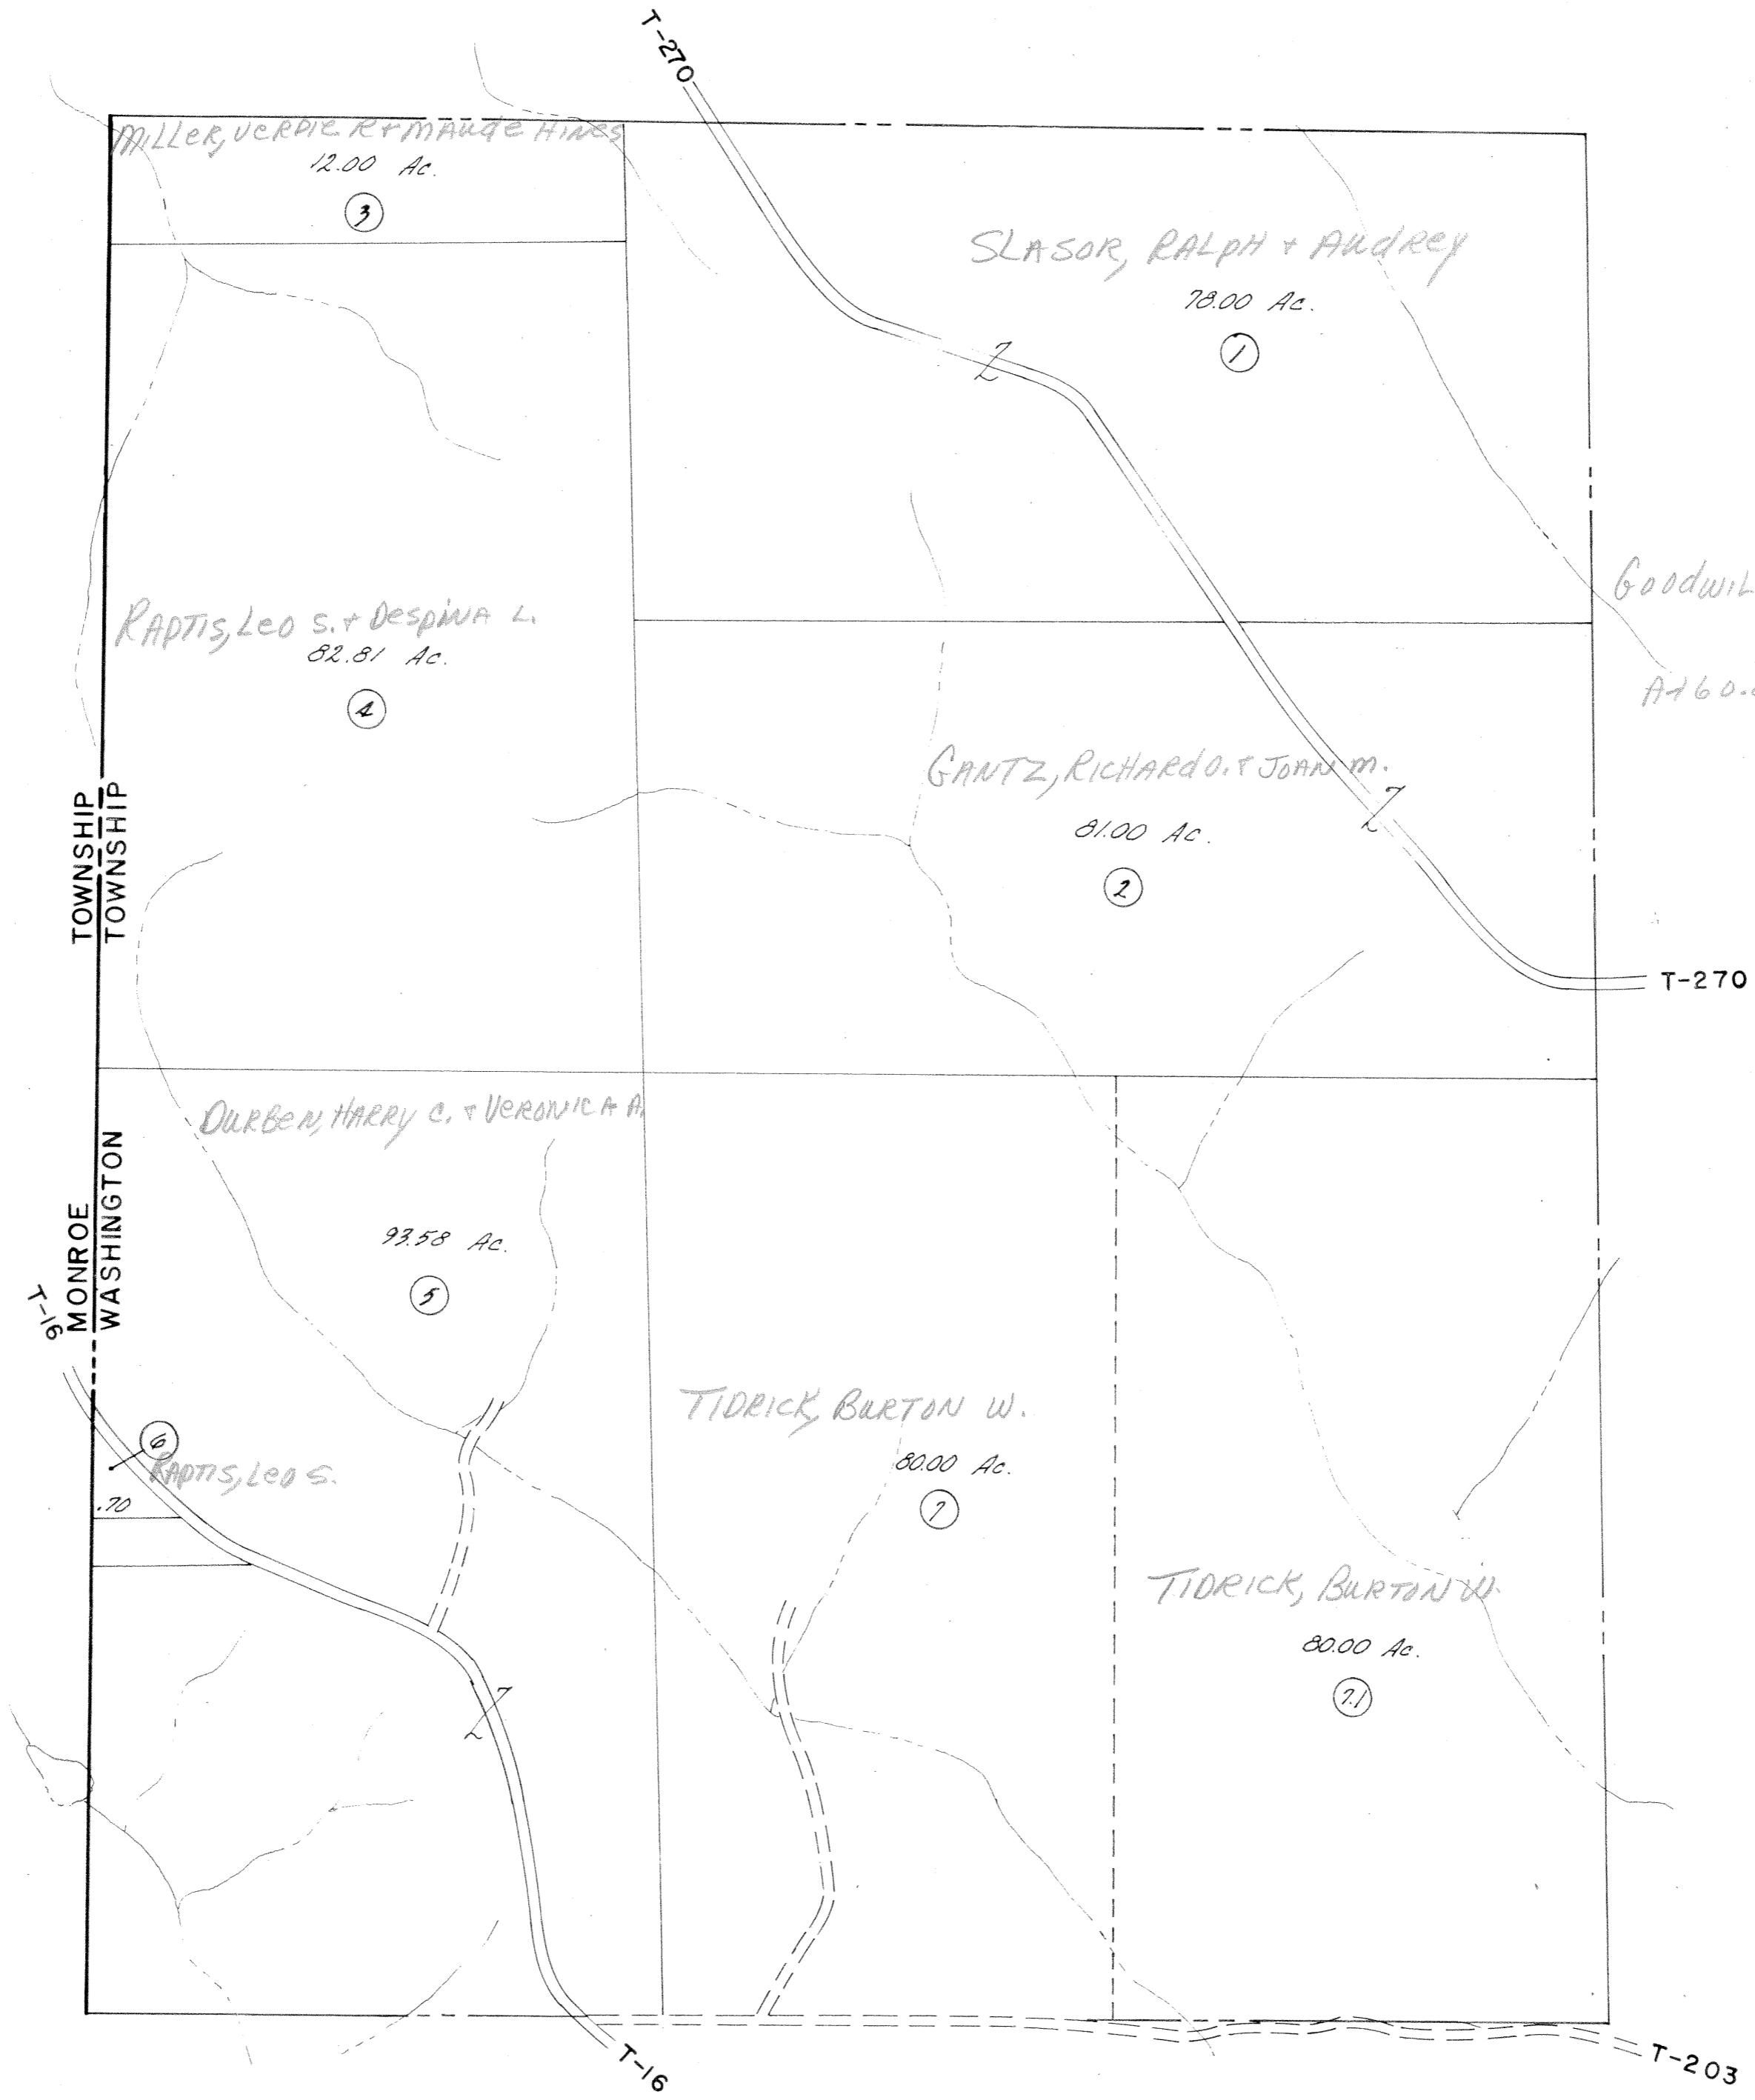 T-270
MILLER, VERDIE R + MAUDE HINES
12.00 Ac.
3
SLASOR, RALPH + AUDREY
78.00 Ac.
1
Z
GOODWIL
RAPTIS, LEO S. + DESPINA L.
82.81 Ac.
4
GANTZ, RICHARD O. + JOAN M.
81.00 Ac.
2
Z
TOWNSHIP
TOWNSHIP
T-270
DURBEN, HARRY C. + VERONICA A.
93.58 Ac.
5
MONROE
WASHINGTON
T-16
6
RAPTIS, LEO S.
.70
TIDRICK, BURTON W.
80.00 Ac.
7
TIDRICK, BURTON W.
80.00 Ac.
7.1
Z
T-16
T-203